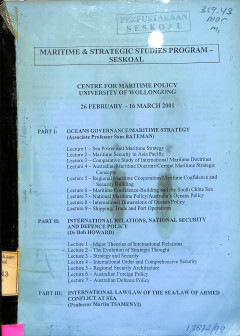 PERPUSTAKAAN
SESKOAL
359.43
MARITIME & STRATEGIC STUDIES PROGRAM –
SESKOAL
CENTRE FOR MARITIME POLICY
UNIVERSITY OF WOLLONGONG
26 FEBRUARY – 16 MARCH 2001
PART I: OCEANS GOVERNANCE/MARITIME STRATEGY
(Associate Professor Sam BATEMAN)
Lecture 1 – Sea Power and Maritime Strategy
Lecture 2 – Maritime Security in Asia Pacific
Lecture 3 – Comparative Study of International Maritime Doctrines
Lecture 4 – Australian Maritime Doctrine/Compat Maritime Strategic
Concepts
Lecture 5 – Regional Maritime Cooperation/Maritime Confidence and
Security Building
Lecture 6 – Maritime Confidence-Building and the South China Sea
Lecture 7 – National Maritime Policy/Australia's Oceans Policy
Lecture 8 – International Dimensions of Oceans Policy
Lecture 9 – Shipping, Trade and Port Operations
PART II: INTERNATIONAL RELATIONS, NATIONAL SECURITY
AND DEFENCE POLICY
(Dr Bob HOWARD)
Lecture 1 – Major Theories of International Relations
Lecture 2 – The Evolution of Strategic Thought
Lecture 3 – Strategy and Security
Lecture 4 – International Order and Comprehensive Security
Lecture 5 – Regional Security Architecture
Lecture 6 – Australian Foreign Policy
Lecture 7 – Australian Defence Policy
PART III: INTERNATIONAL LAW/LAW OF THE SEA/LAW OF ARMED
CONFLICT AT SEA
(Professor Martin TSAMENYI)